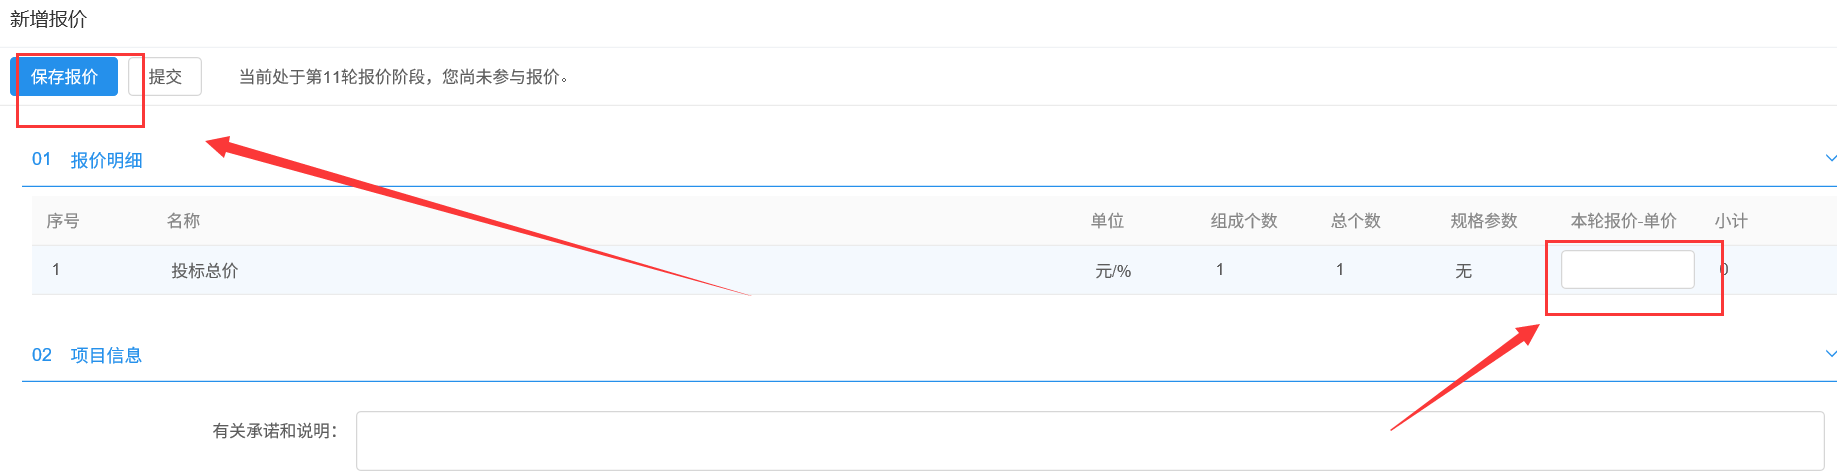 新增报价
保存报价 提交 当前处于第11轮报价阶段，您尚未参与报价。
01 报价明细
序号 名称 单位 组成个数 总个数 规格参数 本轮报价-单价 小计
1 投标总价 元/% 1 1 无 0
02 项目信息
有关承诺和说明：